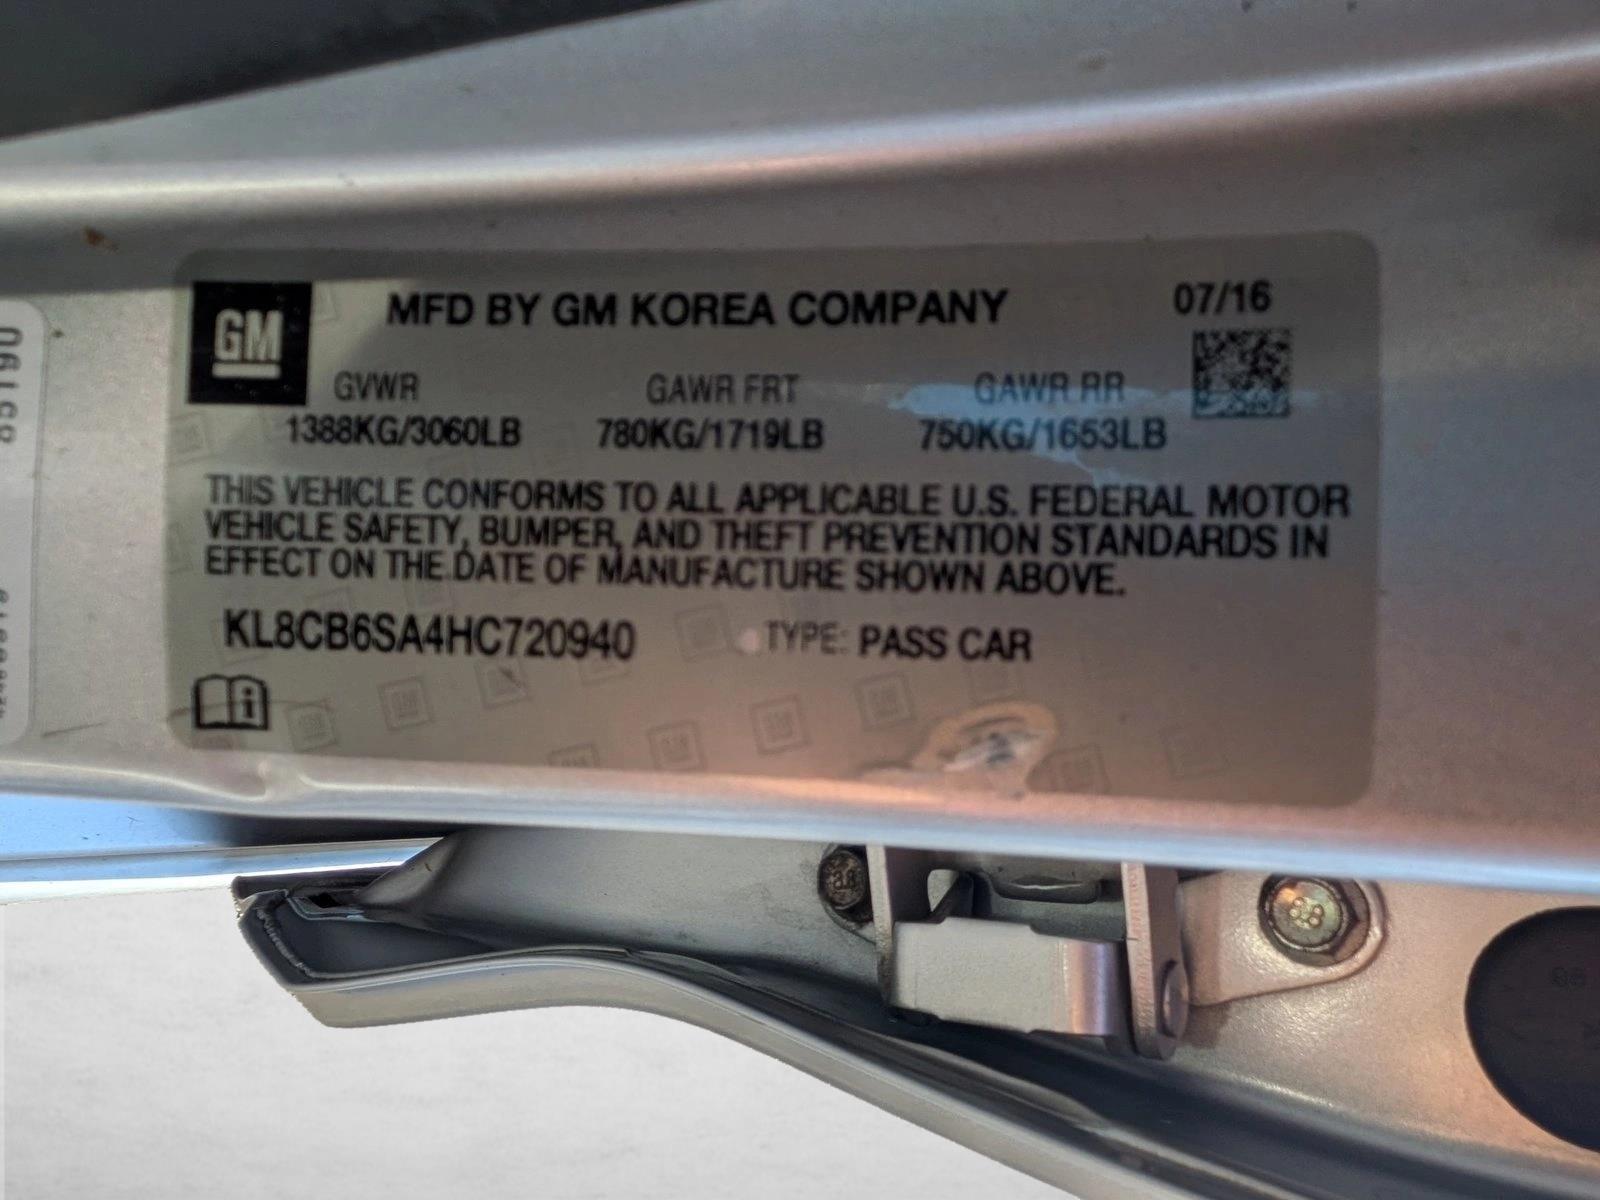 GM
MFD BY GM KOREA COMPANY 07/16
GVWR GAWR FRT GAWR RR
1388KG/3060LB 780KG/1719LB 750KG/1653LB
THIS VEHICLE CONFORMS TO ALL APPLICABLE U.S. FEDERAL MOTOR
VEHICLE SAFETY, BUMPER, AND THEFT PREVENTION STANDARDS IN
EFFECT ON THE DATE OF MANUFACTURE SHOWN ABOVE.
KL8CB6SA4HC720940 TYPE: PASS CAR
i
8.8